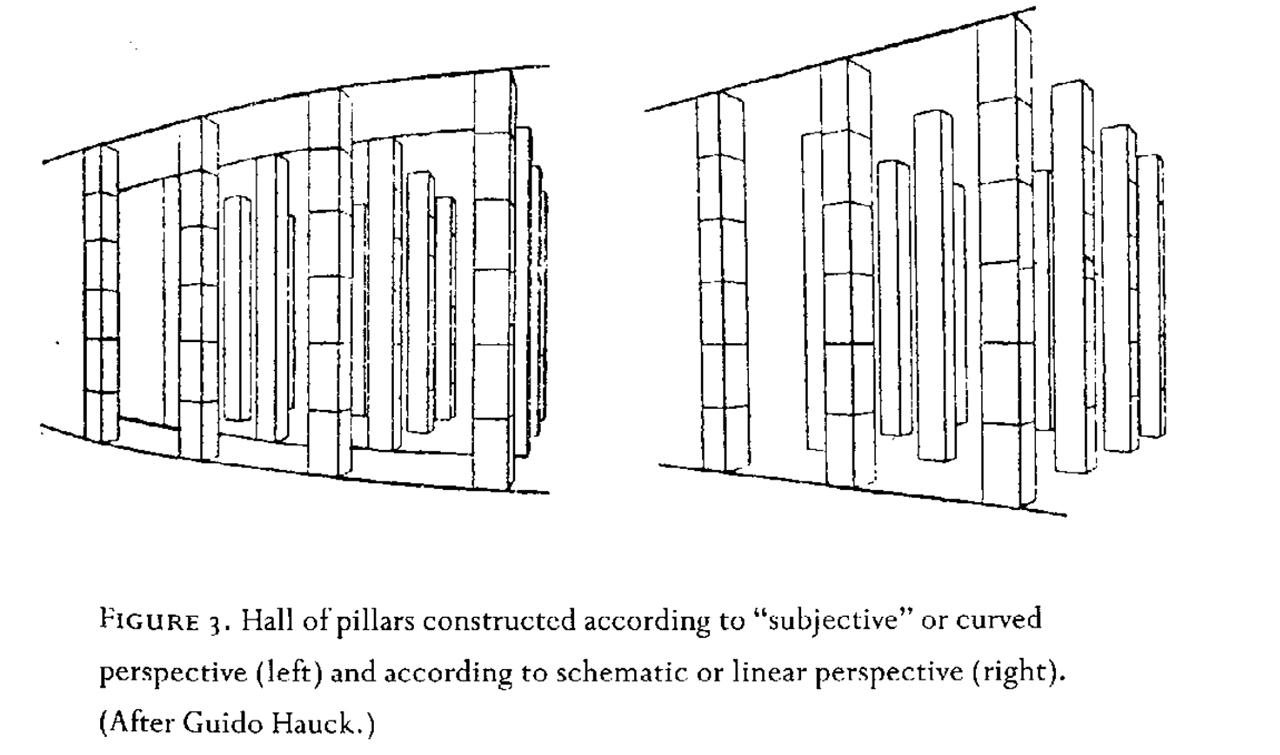 FIGURE 3. Hall of pillars constructed according to “subjective” or curved
perspective (left) and according to schematic or linear perspective (right).
(After Guido Hauck.)